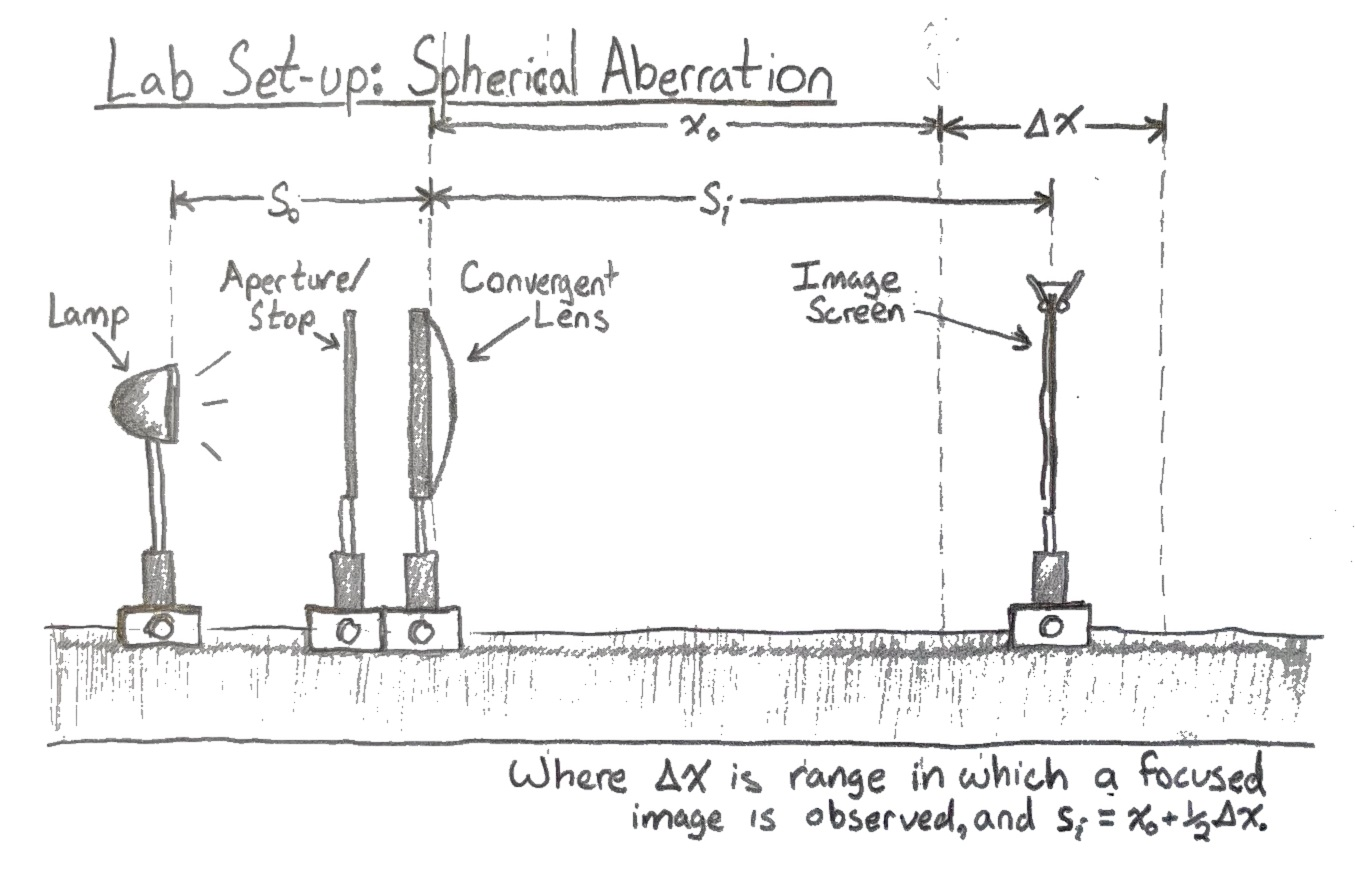 Lab Set-up: Spherical Aberration
x₀
Δx
S₀
Sᵢ
Lamp
Aperture/
Stop
Convergent
Lens
Image
Screen
Where Δx is range in which a focused
image is observed, and sᵢ = x₀+½Δx.